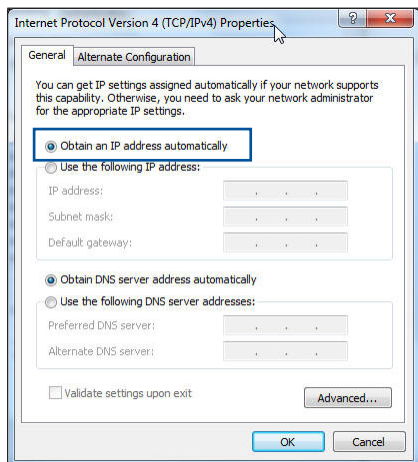 Internet Protocol Version 4 (TCP/IPv4) Properties
General
Alternate Configuration
You can get IP settings assigned automatically if your network supports
this capability. Otherwise, you need to ask your network administrator
for the appropriate IP settings.
Obtain an IP address automatically
Use the following IP address:
IP address:
Subnet mask:
Default gateway:
Obtain DNS server address automatically
Use the following DNS server addresses:
Preferred DNS server:
Alternate DNS server:
Validate settings upon exit
Advanced...
OK
Cancel